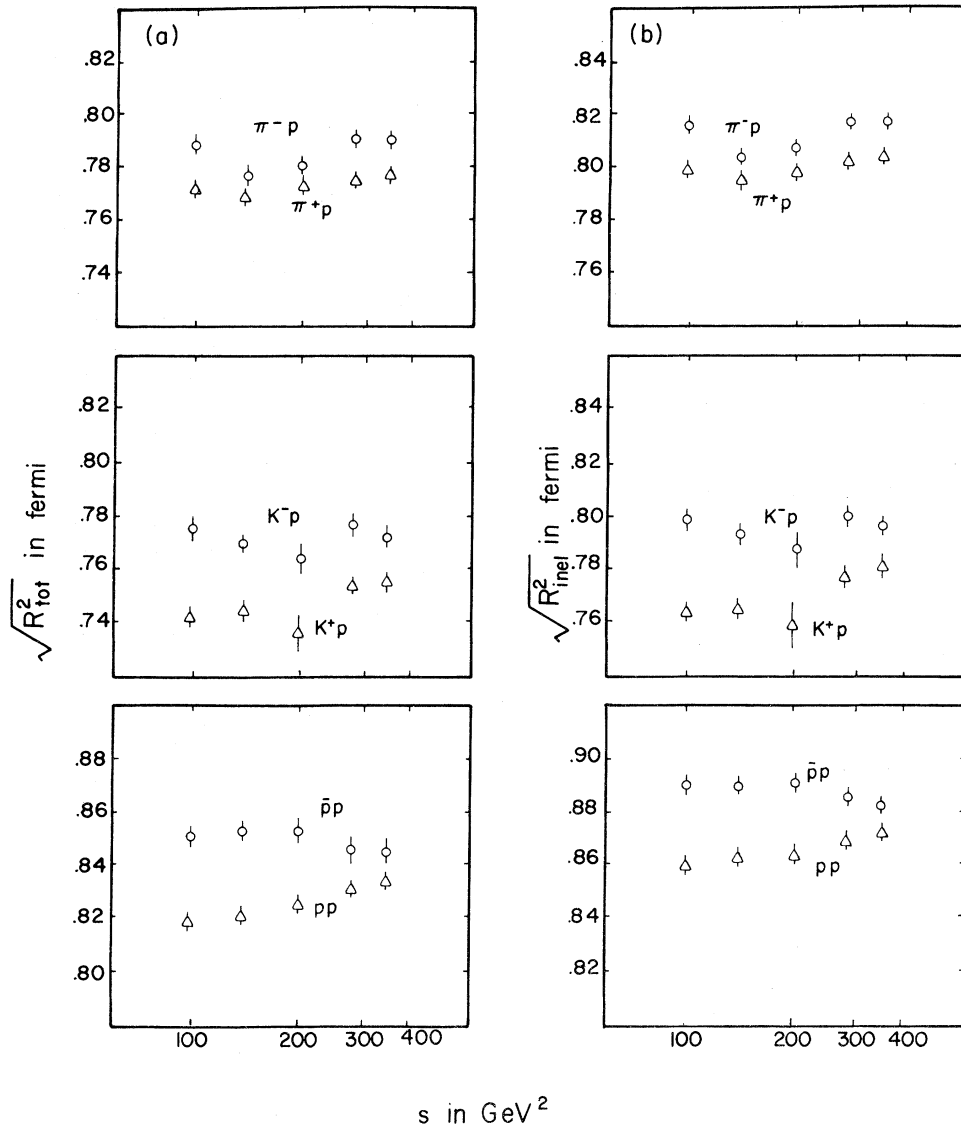 (a)
.82
.80
.78
.76
.74
π⁻p
π⁺p
(b)
.84
.82
.80
.78
.76
π⁻p
π⁺p
√R²tot in fermi
.82
.80
.78
.76
.74
K⁻p
K⁺p
√R²inel in fermi
.84
.82
.80
.78
.76
K⁻p
K⁺p
.88
.86
.84
.82
.80
p̄p
pp
100 200 300 400
.90
.88
.86
.84
.82
p̄p
pp
100 200 300 400
s in GeV²